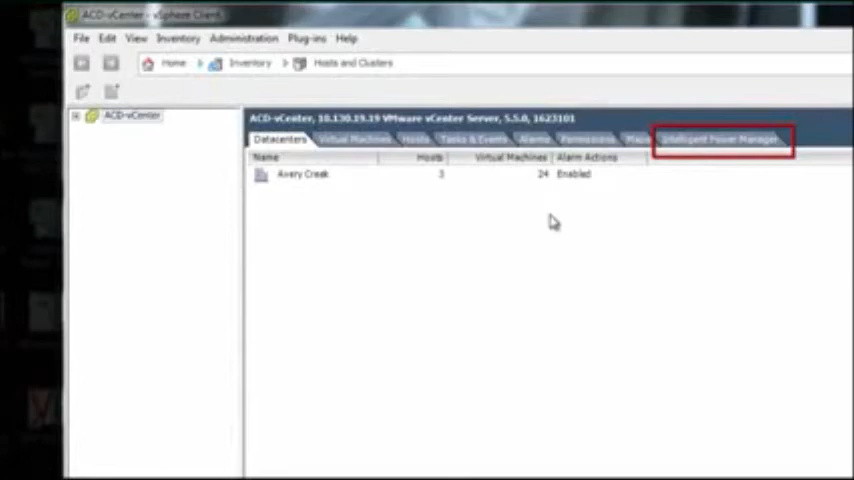 ACD-vCenter - vSphere Client
File Edit View Inventory Administration Plug-ins Help
Home Inventory Hosts and Clusters
ACD-vCenter
ACD-vCenter, 10.130.19.19 VMware vCenter Server, 5.5.0, 1623101
Datacenters Virtual Machines Hosts Tasks & Events Alarms Permissions Maps Intelligent Power Manager
Name Hosts Virtual Machines Alarm Actions
Avery Creek 3 24 Enabled